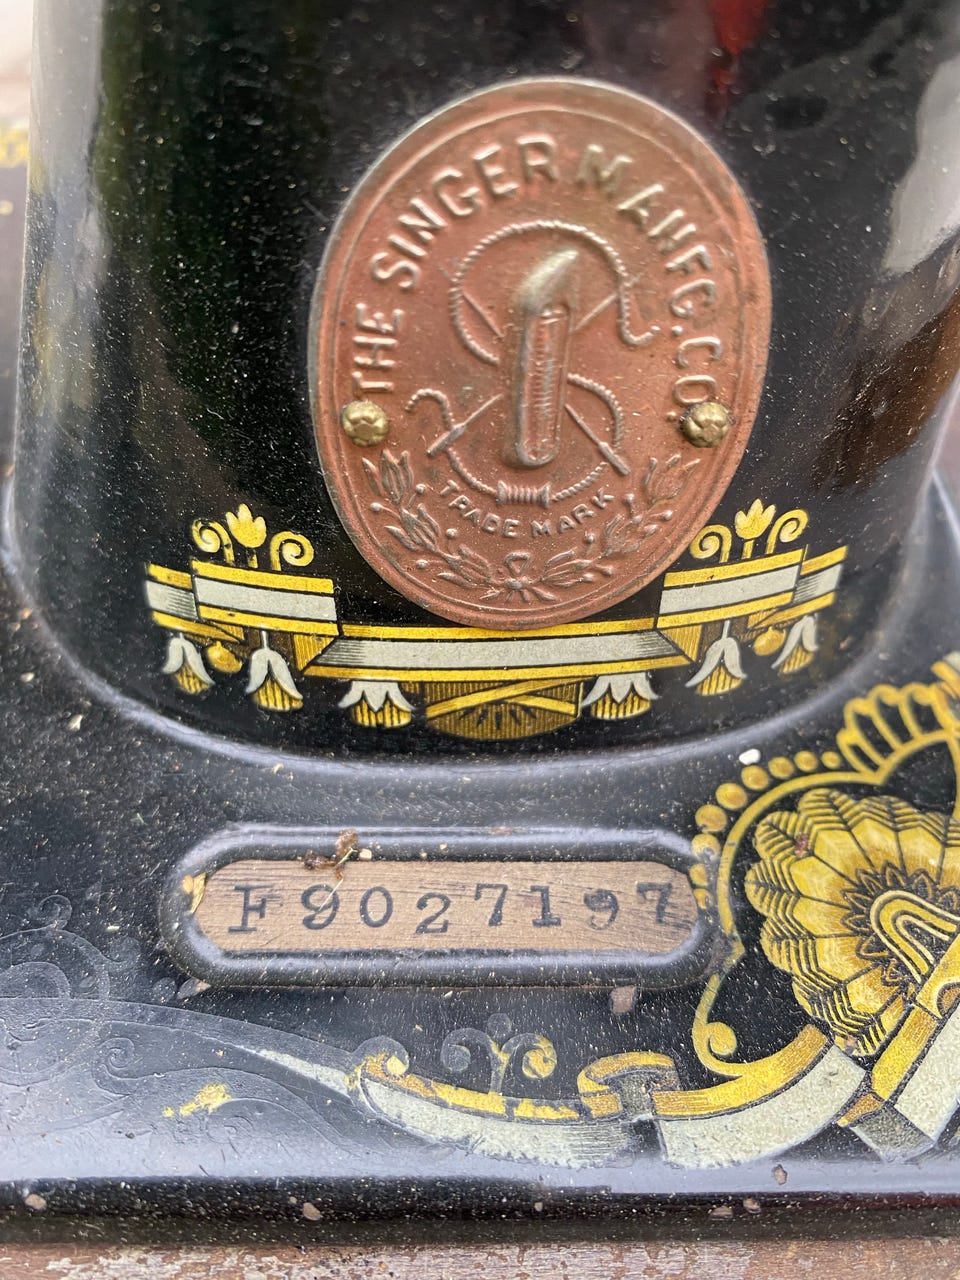 THE SINGER MANFG. CO.
TRADE MARK
F9027197